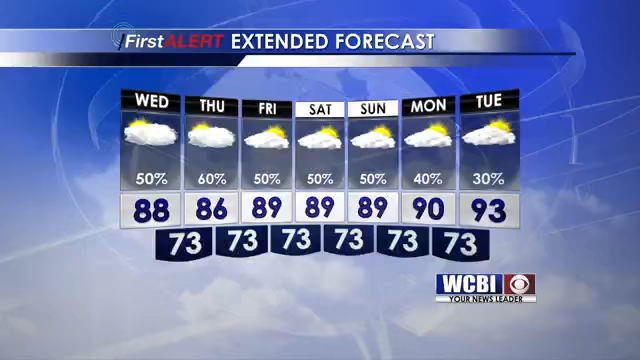 FirstALERT EXTENDED FORECAST
WED THU FRI SAT SUN MON TUE
50% 60% 50% 50% 50% 40% 30%
88 86 89 89 89 90 93
73 73 73 73 73 73
WCBI
YOUR NEWS LEADER